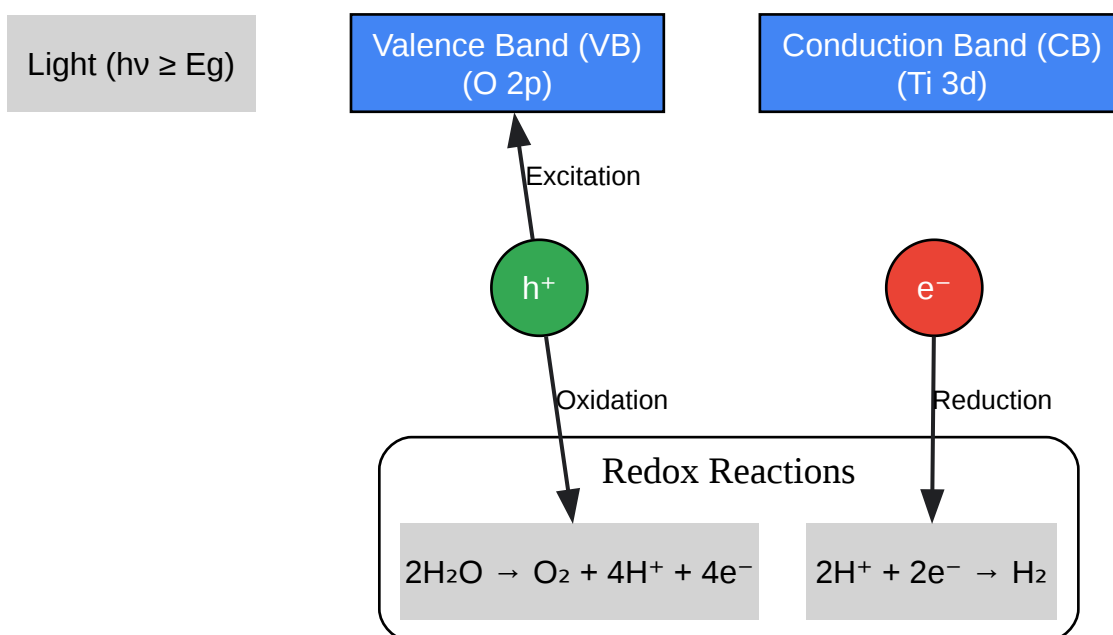 Light (hν ≥ Eg)
Valence Band (VB)
(O 2p)
Conduction Band (CB)
(Ti 3d)
Excitation
h⁺
e⁻
Oxidation
Reduction
Redox Reactions
2H₂O → O₂ + 4H⁺ + 4e⁻
2H⁺ + 2e⁻ → H₂